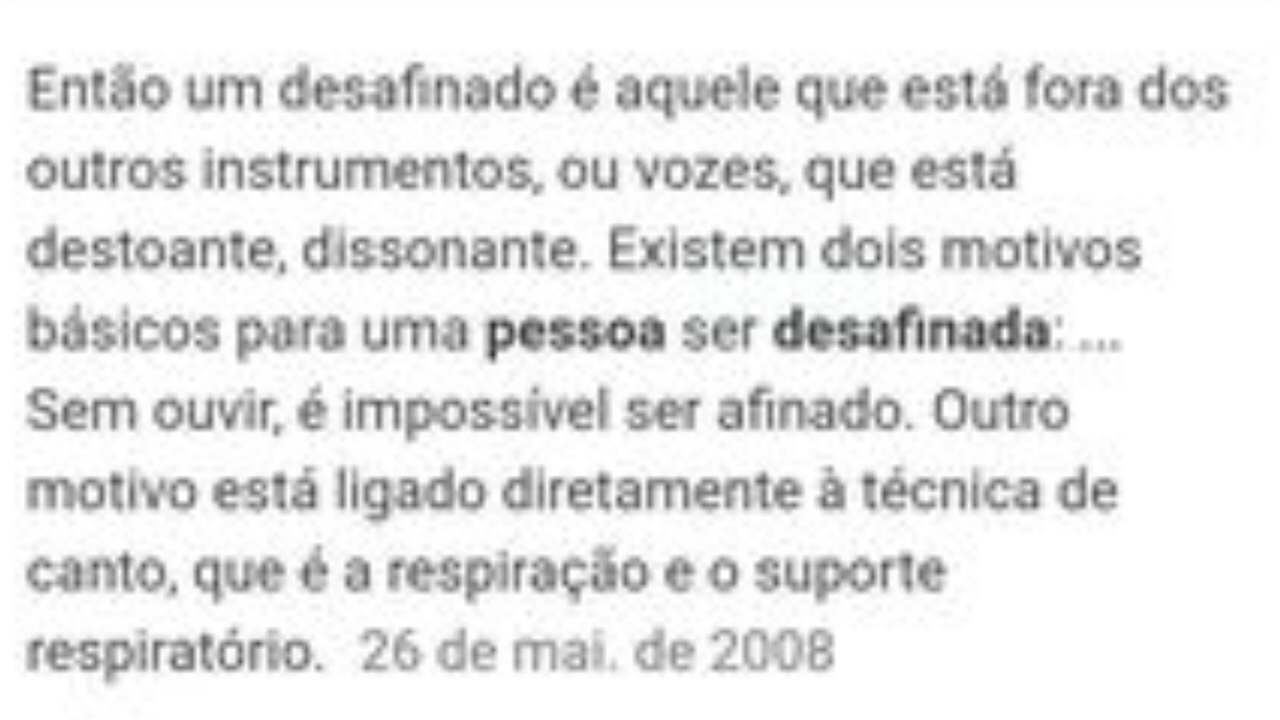 Então um desafinado é aquele que está fora dos
outros instrumentos, ou vozes, que está
destoante, dissonante. Existem dois motivos
básicos para uma pessoa ser desafinada: ...
Sem ouvir, é impossível ser afinado. Outro
motivo está ligado diretamente à técnica de
canto, que é a respiração e o suporte
respiratório. 26 de mai. de 2008